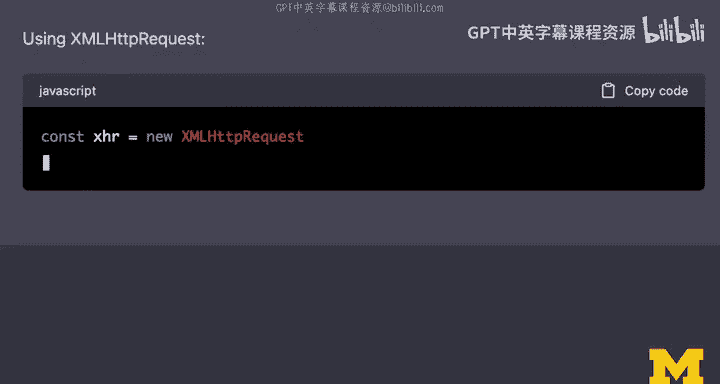 GPT中英字幕课程资源@bilibili.com
Using XMLHttpRequest:
GPT中英字幕课程资源 bilibili
javascript
Copy code
const xhr = new XMLHttpRequest
M